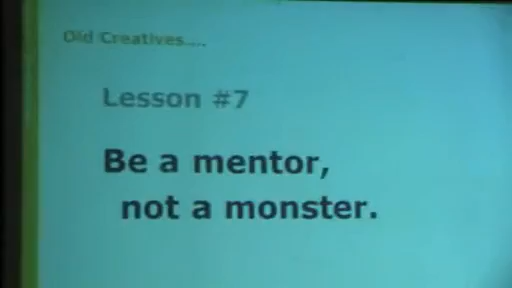 Old Creatives....
Lesson #7
Be a mentor,
not a monster.